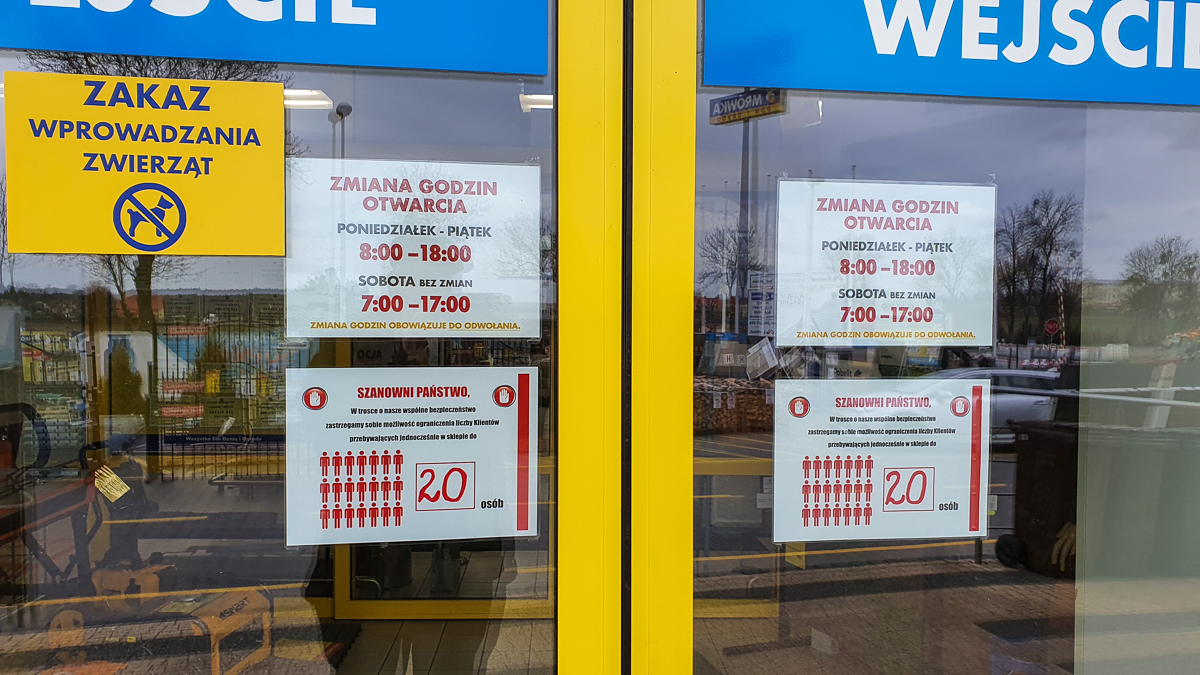 WEJŚCIE
ZAKAZ
WPROWADZANIA
ZWIERZĄT
ZMIANA GODZIN
OTWARCIA
PONIEDZIAŁEK - PIĄTEK
8:00 –18:00
SOBOTA BEZ ZMIAN
7:00 –17:00
ZMIANA GODZIN OBOWIĄZUJE DO ODWOŁANIA.
SZANOWNI PAŃSTWO,
W trosce o nasze wspólne bezpieczeństwo
zastrzegamy sobie możliwość ograniczenia liczby Klientów
przebywających jednocześnie w sklepie do
20
osób
MRÓWKA
ZMIANA GODZIN
OTWARCIA
PONIEDZIAŁEK - PIĄTEK
8:00 –18:00
SOBOTA BEZ ZMIAN
7:00 –17:00
ZMIANA GODZIN OBOWIĄZUJE DO ODWOŁANIA.
SZANOWNI PAŃSTWO,
W trosce o nasze wspólne bezpieczeństwo
zastrzegamy sobie możliwość ograniczenia liczby Klientów
przebywających jednocześnie w sklepie do
20
osób